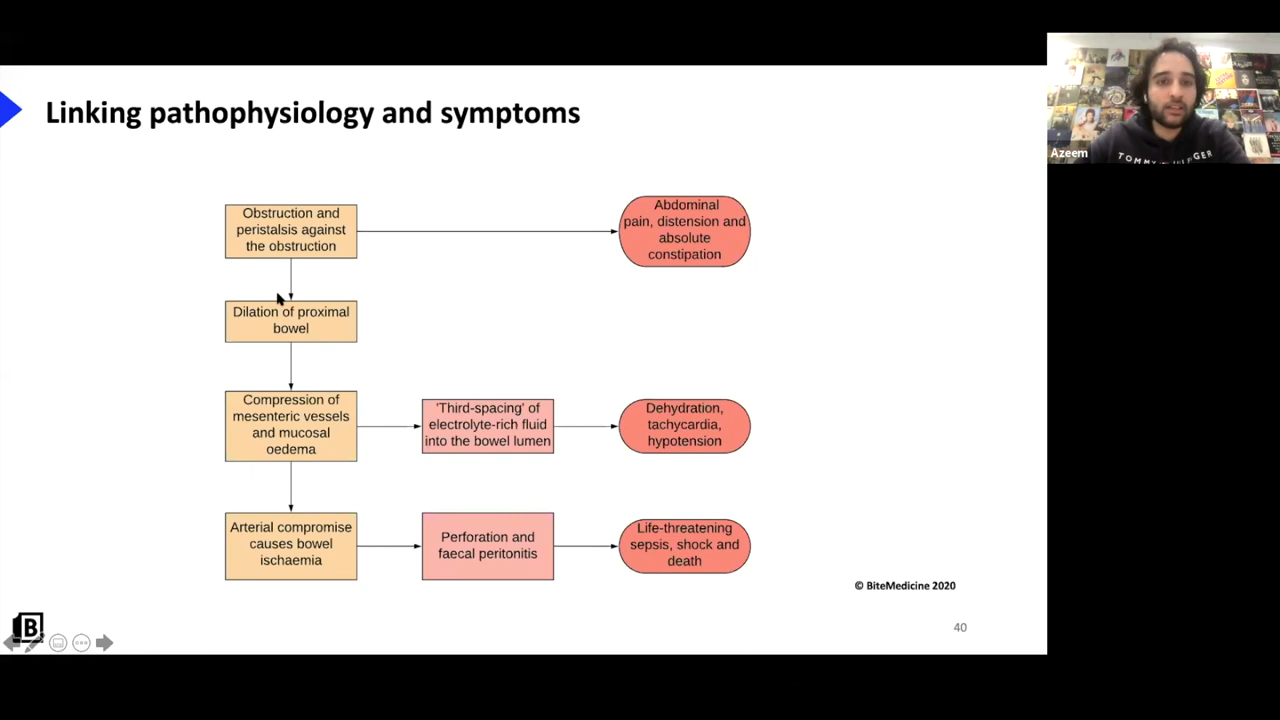 Linking pathophysiology and symptoms
Azeem
TOMMY HILFIGER
Obstruction and
peristalsis against
the obstruction
Abdominal
pain, distension and
absolute
constipation
Dilation of proximal
bowel
Compression of
mesenteric vessels
and mucosal
oedema
'Third-spacing' of
electrolyte-rich fluid
into the bowel lumen
Dehydration,
tachycardia,
hypotension
Arterial compromise
causes bowel
ischaemia
Perforation and
faecal peritonitis
Life-threatening
sepsis, shock and
death
© BiteMedicine 2020
B
40